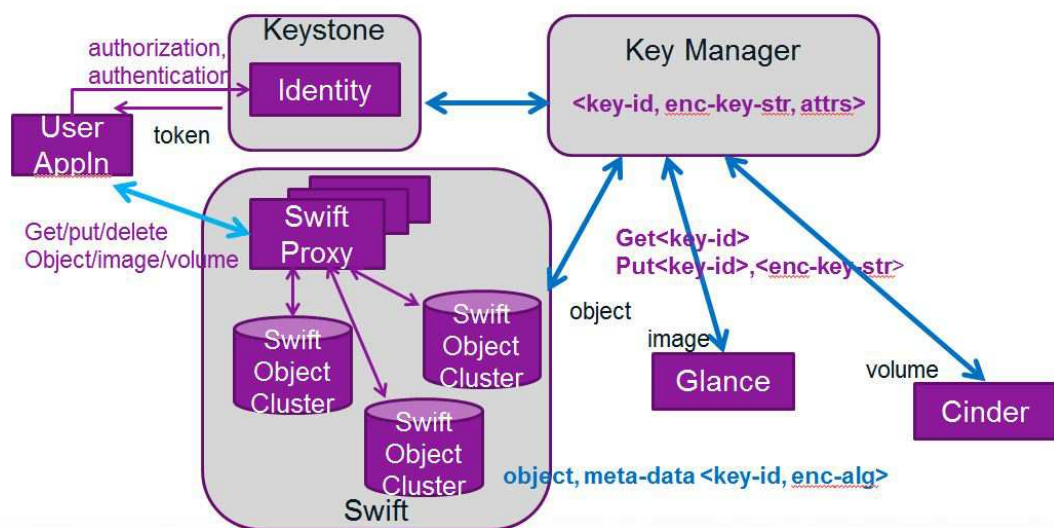 Keystone
authorization,
authentication
Identity
User
Appln
token
Key Manager
<key-id, enc-key-str, attrs>
Get/put/delete
Object/image/volume
Swift
Proxy
Swift
Object
Cluster
Swift
Object
Cluster
Swift
Object
Cluster
Swift
Get<key-id>
Put<key-id>,<enc-key-str>
object
image
Glance
volume
Cinder
object, meta-data <key-id, enc-alg>